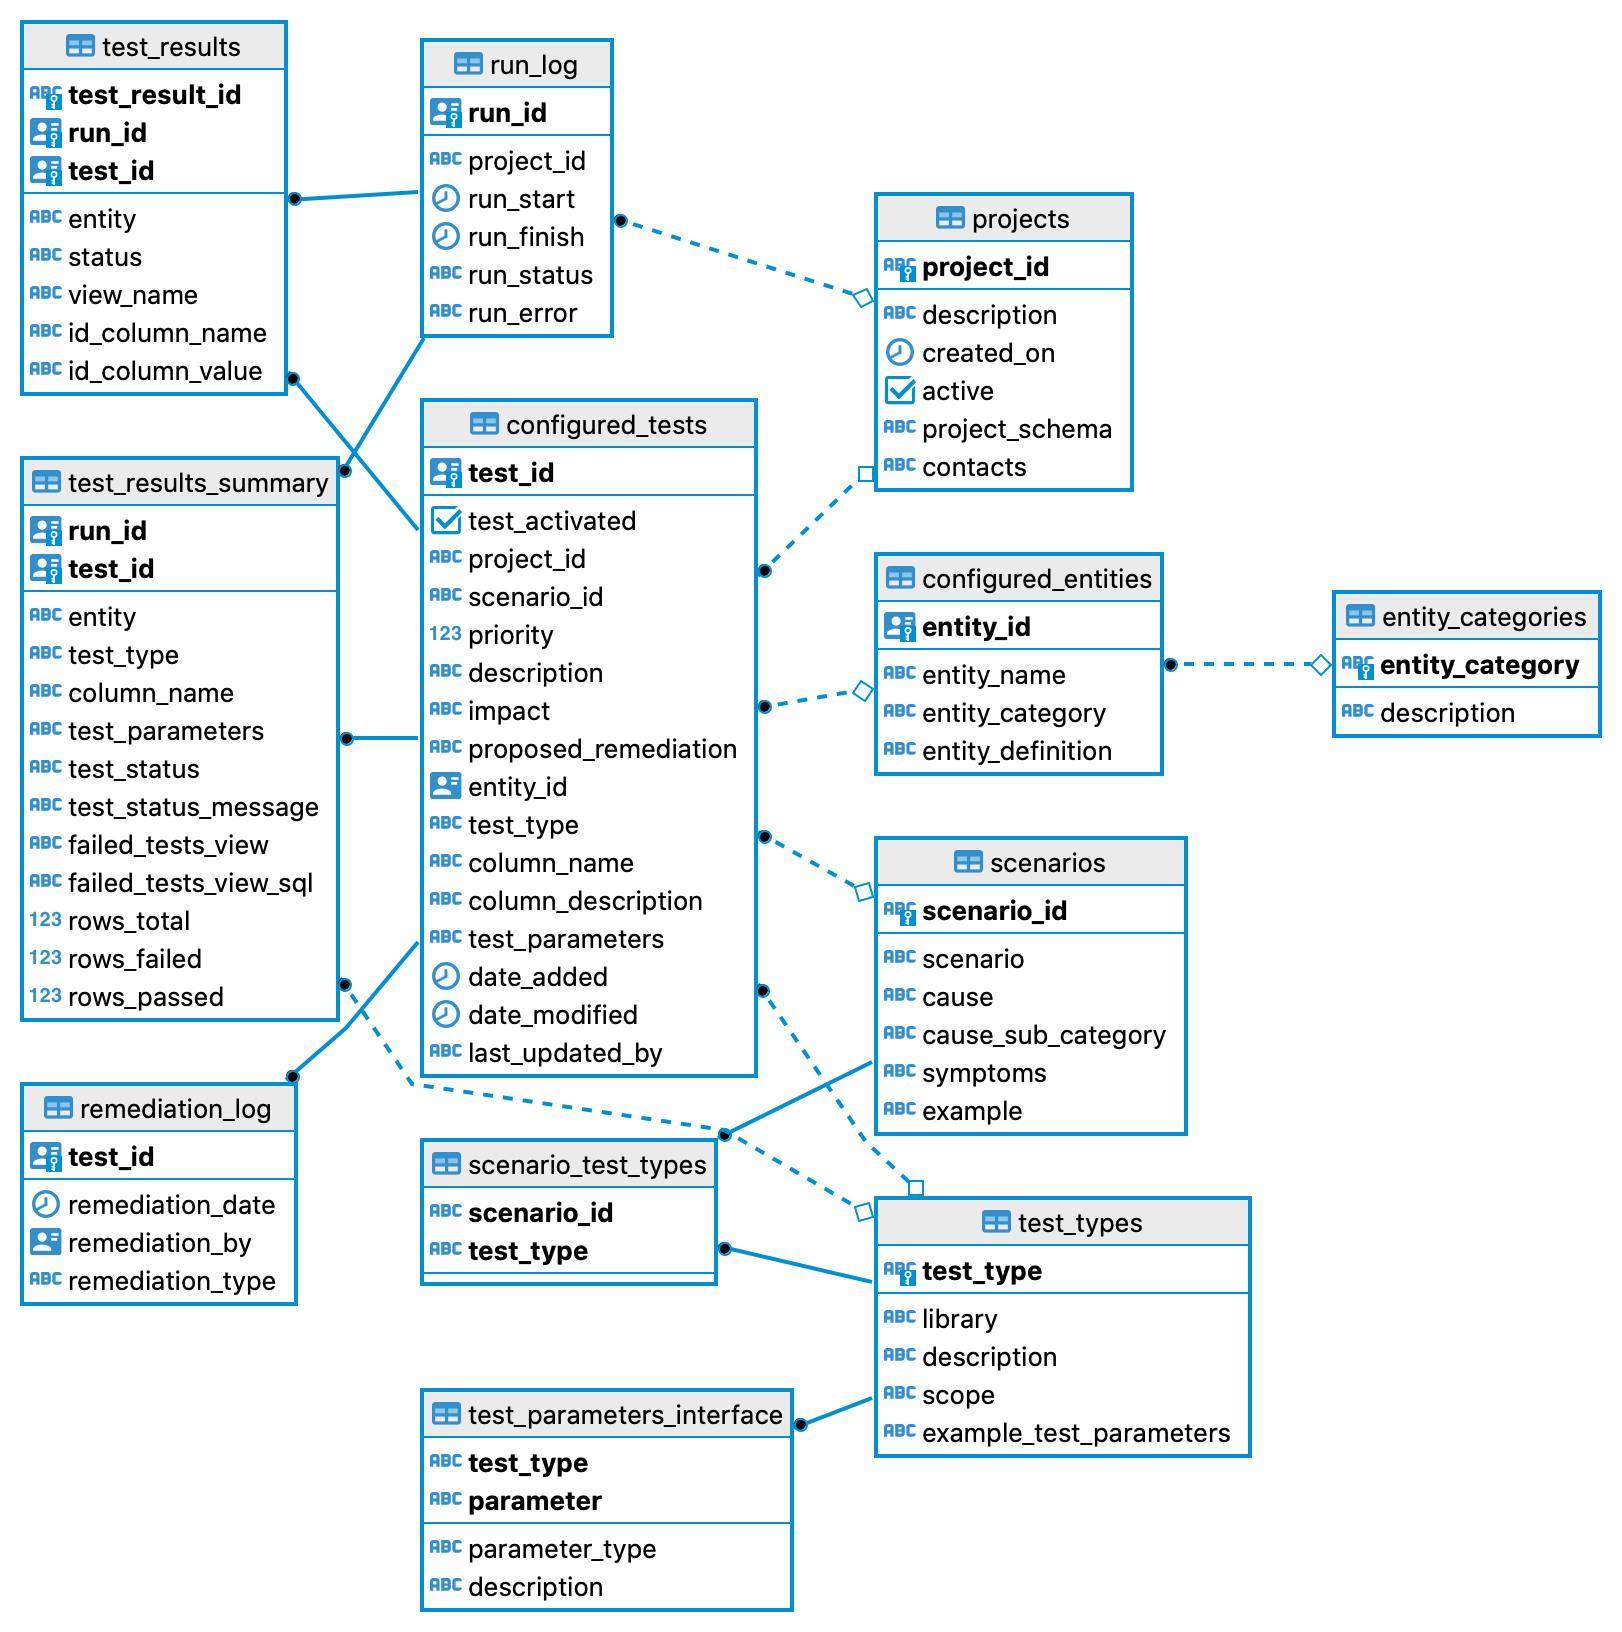 test_results
ABC test_result_id
run_id
test_id
ABC entity
ABC status
ABC view_name
ABC id_column_name
ABC id_column_value
run_log
run_id
ABC project_id
run_start
run_finish
ABC run_status
ABC run_error
projects
ABC project_id
ABC description
created_on
active
ABC project_schema
ABC contacts
test_results_summary
run_id
test_id
ABC entity
ABC test_type
ABC column_name
ABC test_parameters
ABC test_status
ABC test_status_message
ABC failed_tests_view
ABC failed_tests_view_sql
123 rows_total
123 rows_failed
123 rows_passed
configured_tests
test_id
test_activated
ABC project_id
ABC scenario_id
123 priority
ABC description
ABC impact
ABC proposed_remediation
entity_id
ABC test_type
ABC column_name
ABC column_description
ABC test_parameters
date_added
date_modified
ABC last_updated_by
configured_entities
entity_id
ABC entity_name
ABC entity_category
ABC entity_definition
entity_categories
ABC entity_category
ABC description
scenarios
ABC scenario_id
ABC scenario
ABC cause
ABC cause_sub_category
ABC symptoms
ABC example
remediation_log
test_id
remediation_date
remediation_by
ABC remediation_type
scenario_test_types
ABC scenario_id
ABC test_type
test_types
ABC test_type
ABC library
ABC description
ABC scope
ABC example_test_parameters
test_parameters_interface
ABC test_type
ABC parameter
ABC parameter_type
ABC description